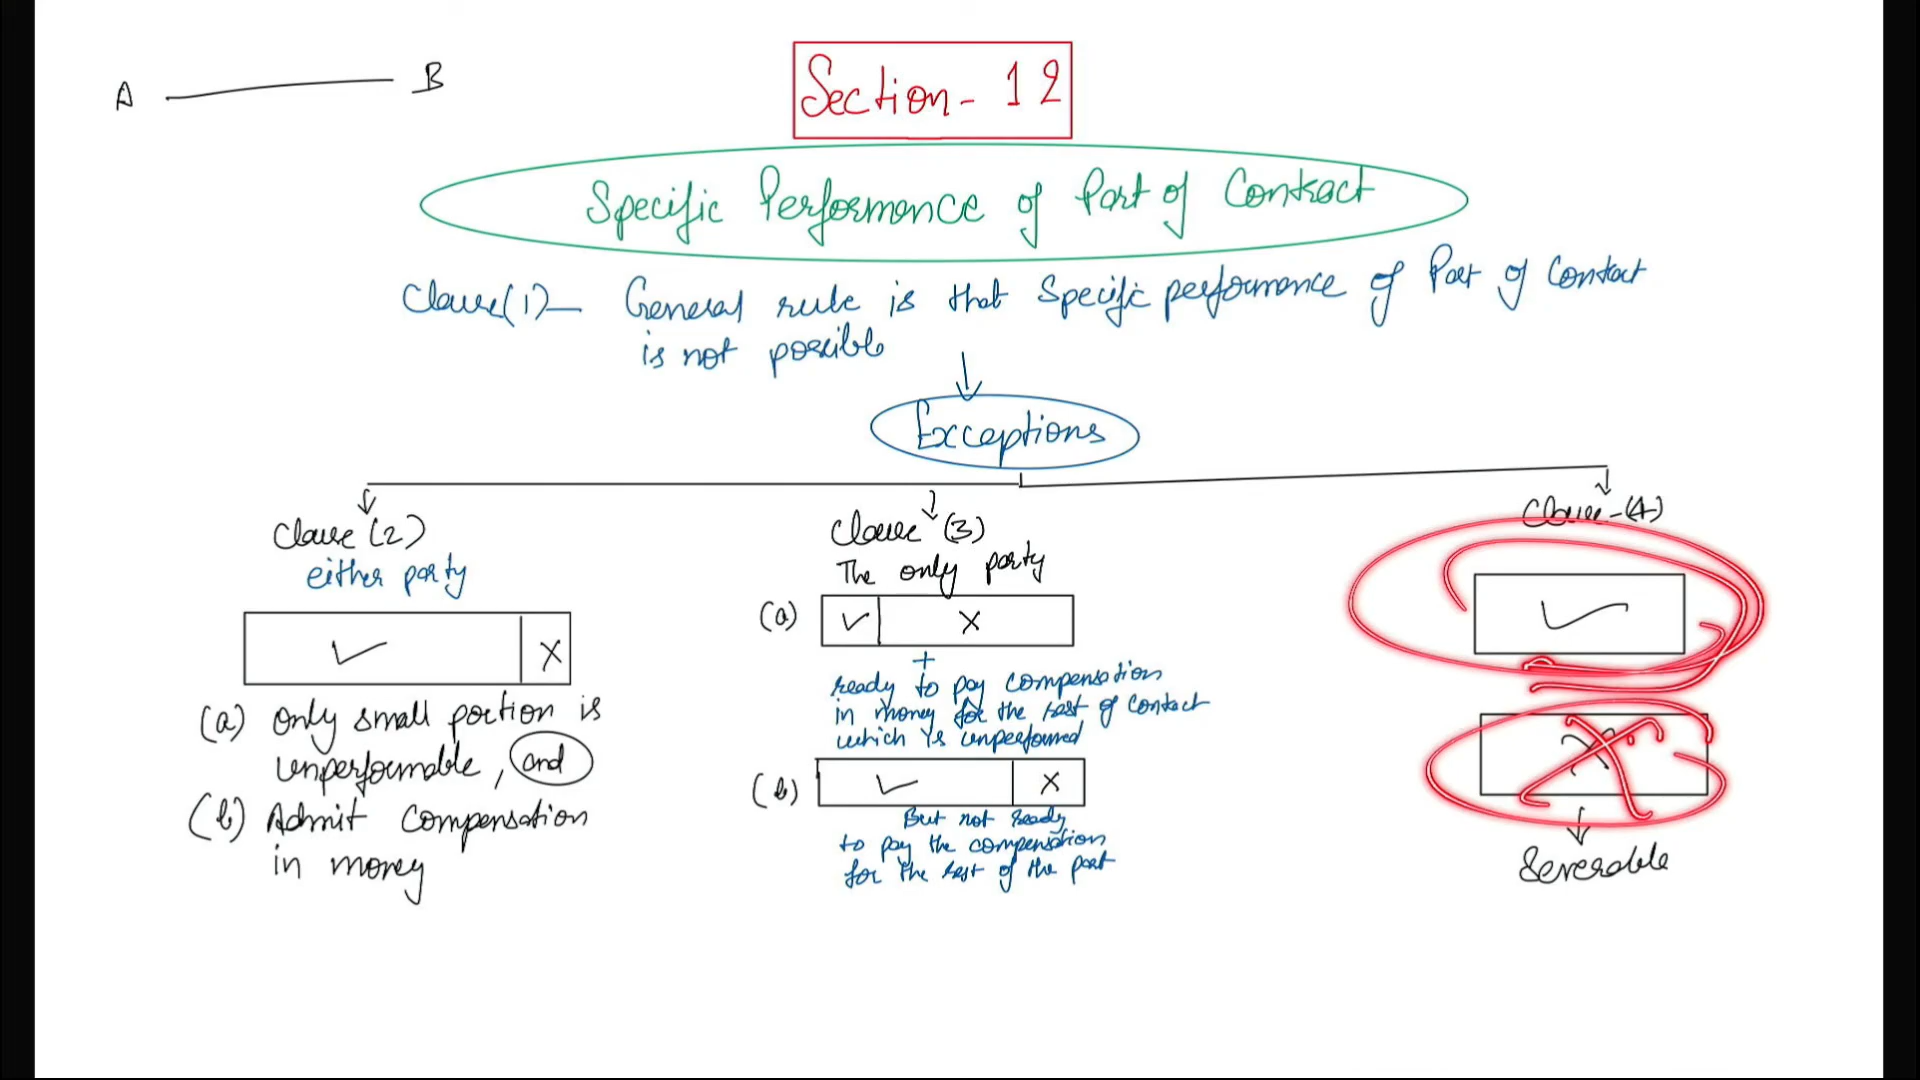 A B
Section - 12
Specific Performance of Part of Contract
Clause (1) - General rule is that Specific performance of Part of Contract
is not possible
Exceptions
Clause (2)
either party
✓ X
(a) Only small portion is
unperformable, and
(b) Admit Compensation
in money
Clause (3)
The only party
(a) ✓ X
+
ready to pay compensation
in money for the rest of contract
which is unperformed
(b) ✓ X
But not ready
to pay the compensation
for the rest of the part
Clause - (4)
✓
X
Severable